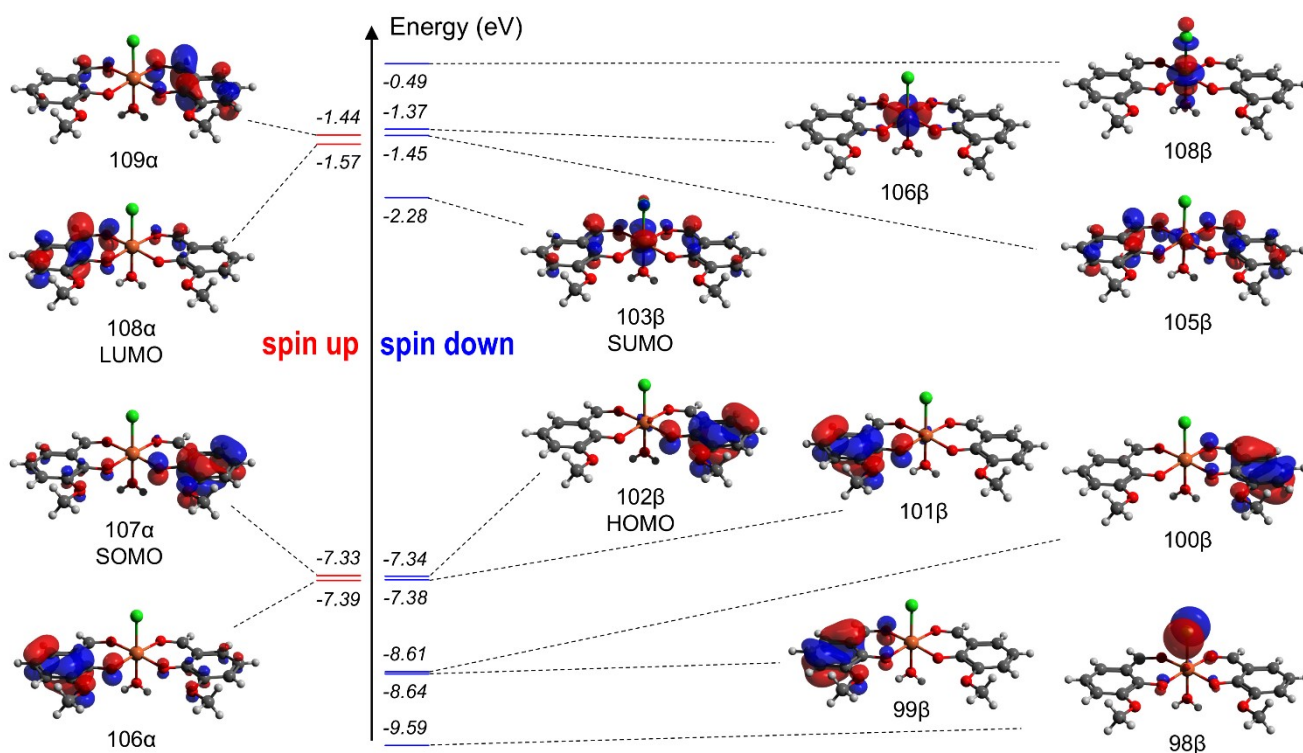 Energy (eV)
-0.49
-1.37
-1.44
-1.57
-1.45
-2.28
109α
106β
108β
108α
LUMO
103β
SUMO
105β
spin up
spin down
107α
SOMO
102β
HOMO
101β
100β
-7.33
-7.39
-7.34
-7.38
-8.61
-8.64
-9.59
106α
99β
98β